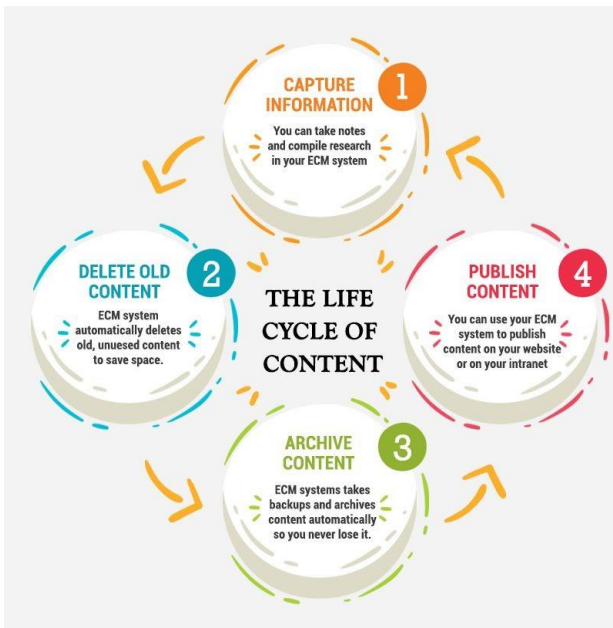 1
CAPTURE
INFORMATION
You can take notes
and compile research
in your ECM system
2
DELETE OLD
CONTENT
ECM system
automatically deletes
old, unuesed content
to save space.
THE LIFE
CYCLE OF
CONTENT
4
PUBLISH
CONTENT
You can use your ECM
system to publish
content on your website
or on your intranet
3
ARCHIVE
CONTENT
ECM systems takes
backups and archives
content automatically
so you never lose it.